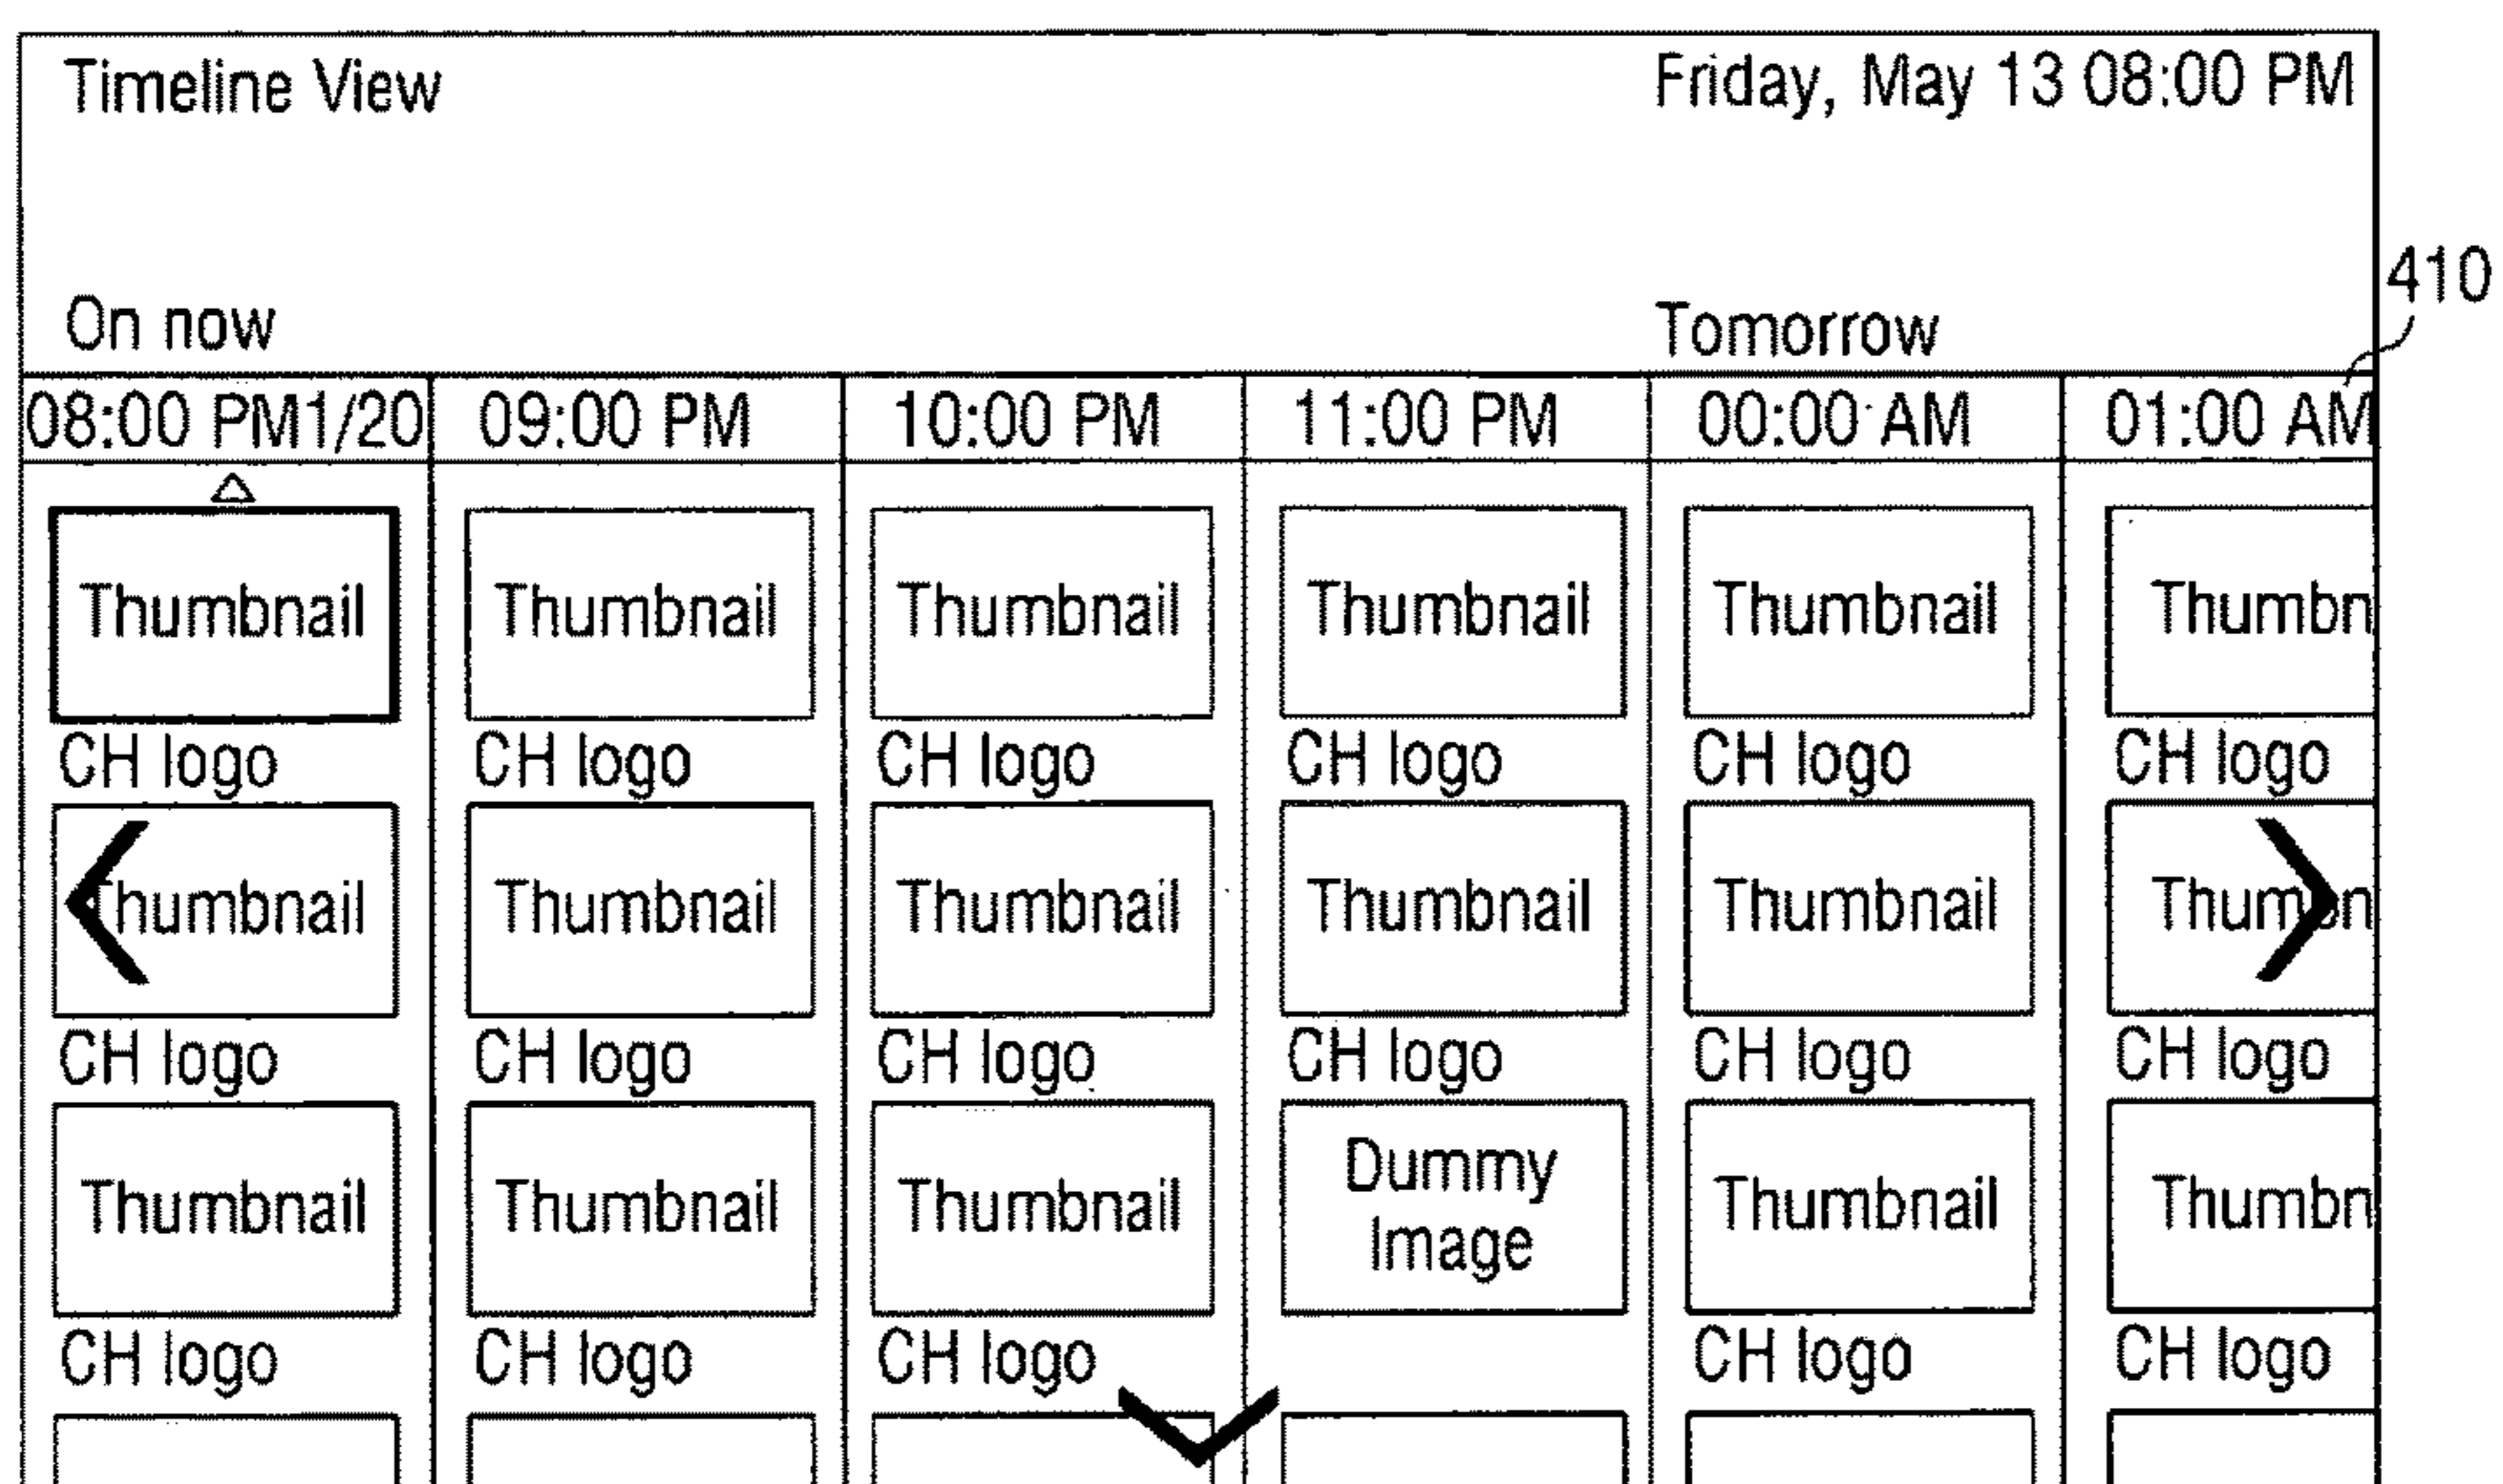 Timeline View Friday, May 13 08:00 PM
410
On now Tomorrow
08:00 PM1/20 09:00 PM 10:00 PM 11:00 PM 00:00 AM 01:00 AM
Thumbnail Thumbnail Thumbnail Thumbnail Thumbnail Thumbn
CH logo CH logo CH logo CH logo CH logo CH logo
Thumbnail Thumbnail Thumbnail Thumbnail Thumbnail Thumbn
CH logo CH logo CH logo CH logo CH logo CH logo
Thumbnail Thumbnail Thumbnail Dummy Image Thumbnail Thumbn
CH logo CH logo CH logo CH logo CH logo